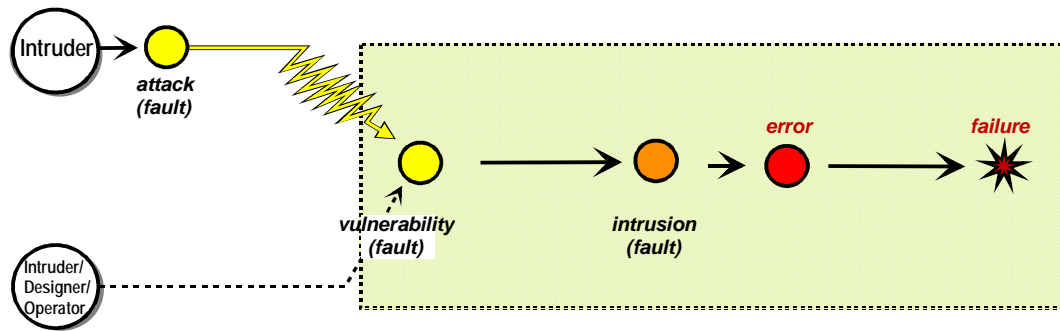 Intruder
attack
(fault)
error
failure
vulnerability
(fault)
intrusion
(fault)
Intruder/
Designer/
Operator